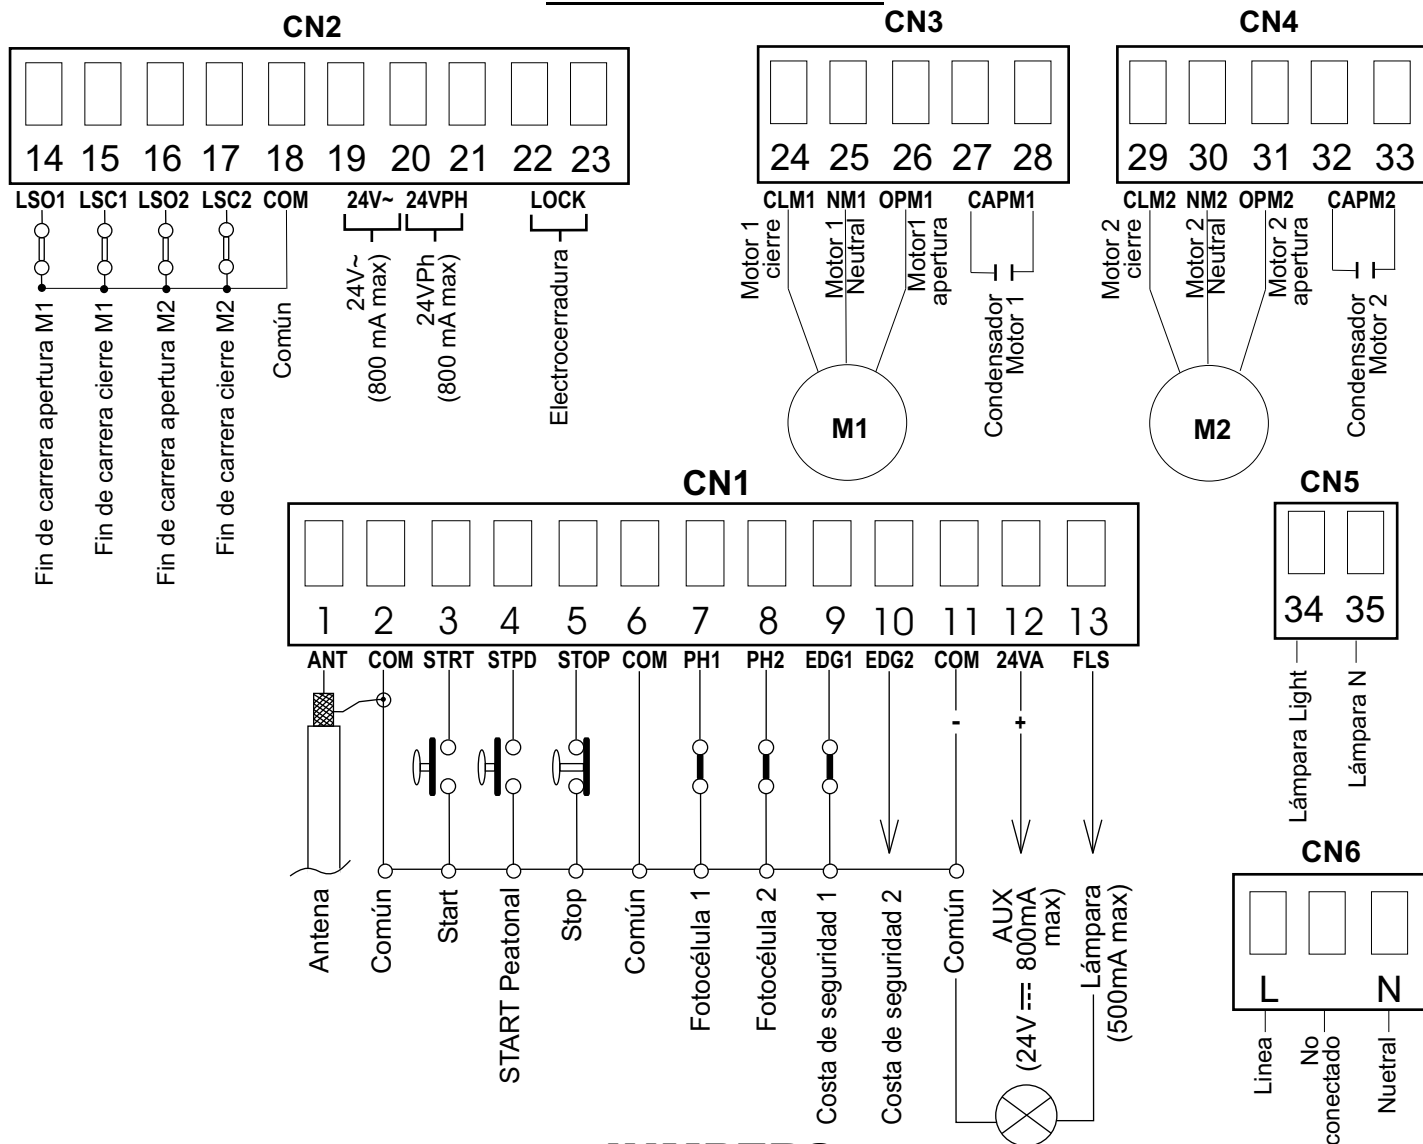 CN2
14 15 16 17 18 19 20 21 22 23
LSO1 LSC1 LSO2 LSC2 COM 24V~ 24VPH LOCK
Fin de carrera apertura M1
Fin de carrera cierre M1
Fin de carrera apertura M2
Fin de carrera cierre M2
Común
24V~
(800 mA max)
24VPh
(800 mA max)
Electrocerradura
CN3
24 25 26 27 28
CLM1 NM1 OPM1 CAPM1
Motor 1
cierre
Motor 1
Neutral
Motor1
apertura
Condensador
Motor 1
M1
CN4
29 30 31 32 33
CLM2 NM2 OPM2 CAPM2
Motor 2
cierre
Motor 2
Neutral
Motor 2
apertura
Condensador
Motor 2
M2
CN1
1 2 3 4 5 6 7 8 9 10 11 12 13
ANT COM STRT STPD STOP COM PH1 PH2 EDG1 EDG2 COM 24VA FLS
- +
Antena
Común
Start
START Peatonal
Stop
Común
Fotocélula 1
Fotocélula 2
Costa de seguridad 1
Costa de seguridad 2
Común
AUX
(24V⎓ 800mA
max)
Lámpara
(500mA max)
CN5
34 35
Lámpara Light
Lámpara N
CN6
L N
Linea
No
conectado
Nuetral